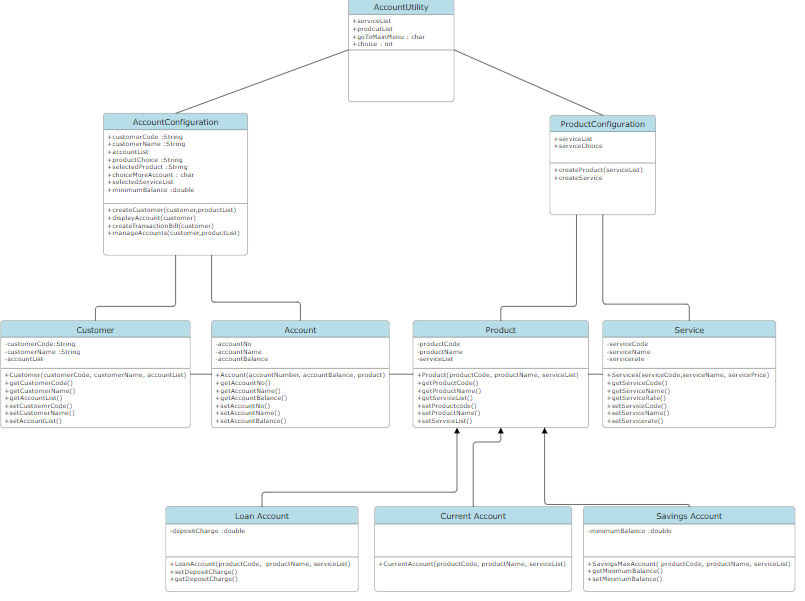 AccountUtility
+serviceList
+prodcutList
+goToMainMenu : char
+choice : int
AccountConfiguration
+customerCode :String
+customerName :String
+accountList
+productChoice :String
+selectedProduct :String
+choiceMoreAccount : char
+selectedServiceList
+minimumBalance :double
+createCustomer(customer,productList)
+displayAccount(customer)
+createTransactionBill(customer)
+manageAccounts(customer,productList)
ProductConfiguration
+serviceList
+serviceChoice
+createProduct(serviceList)
+createService
Customer
-customerCode:String
-customerName :String
-accountList
+Customer(customerCode, customerName, accountList)
+getCustomerCode()
+getCustomerName()
+getAccountList()
+setCustoemrCode()
+setCustomerName()
+setAccountList()
Account
-accountNo
-accountName
-accountBalance
+Account(accountNumber, accountBalance, product)
+getAccountNo()
+getAccountName()
+getAccountBalance()
+setAccountNo()
+setAccountName()
+setAccountBalance()
Product
-productCode
-productName
-serviceList
+Product(productCode, productName, serviceList)
+getProductCode()
+getProductName()
+getServiceList()
+setProductcode()
+setProductName()
+setServiceList()
Service
-serviceCode
-serviceName
-servicerate
+Services(serviceCode,serviceName, servicePrice)
+getServiceCode()
+getServiceName()
+getServiceRate()
+setServiceCode()
+setServiceName()
+setServicerate()
Loan Account
-depositCharge :double
+LoanAccount(productCode, productName, serviceList)
+setDepositCharge()
+getDepositCharge()
Current Account
+CurrentAccount(productCode, productName, serviceList)
Savings Account
-minimumBalance :double
+SavingsMaxAccount( productCode, productName, serviceList)
+getMinimumBalance()
+setMinimumBalance()